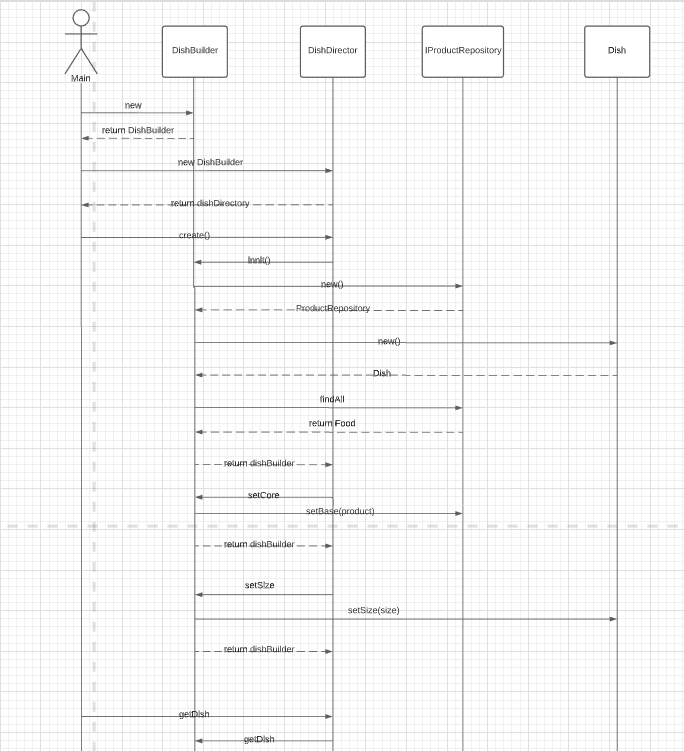 DishBuilder
DishDirector
IProductRepository
Dish
Main
new
return DishBuilder
new DishBuilder
return dishDirectory
create()
Innit()
new()
ProductRepository
new()
Dish
findAll
return Food
return dishBuilder
setCore
setBase(product)
return dishBuilder
setSize
setSize(size)
return dishBuilder
getDish
getDish